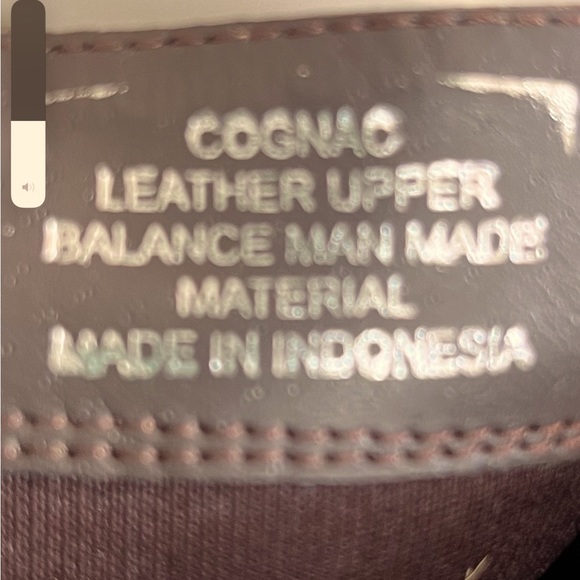 COGNAC
LEATHER UPPER
BALANCE MAN MADE
MATERIAL
MADE IN INDONESIA